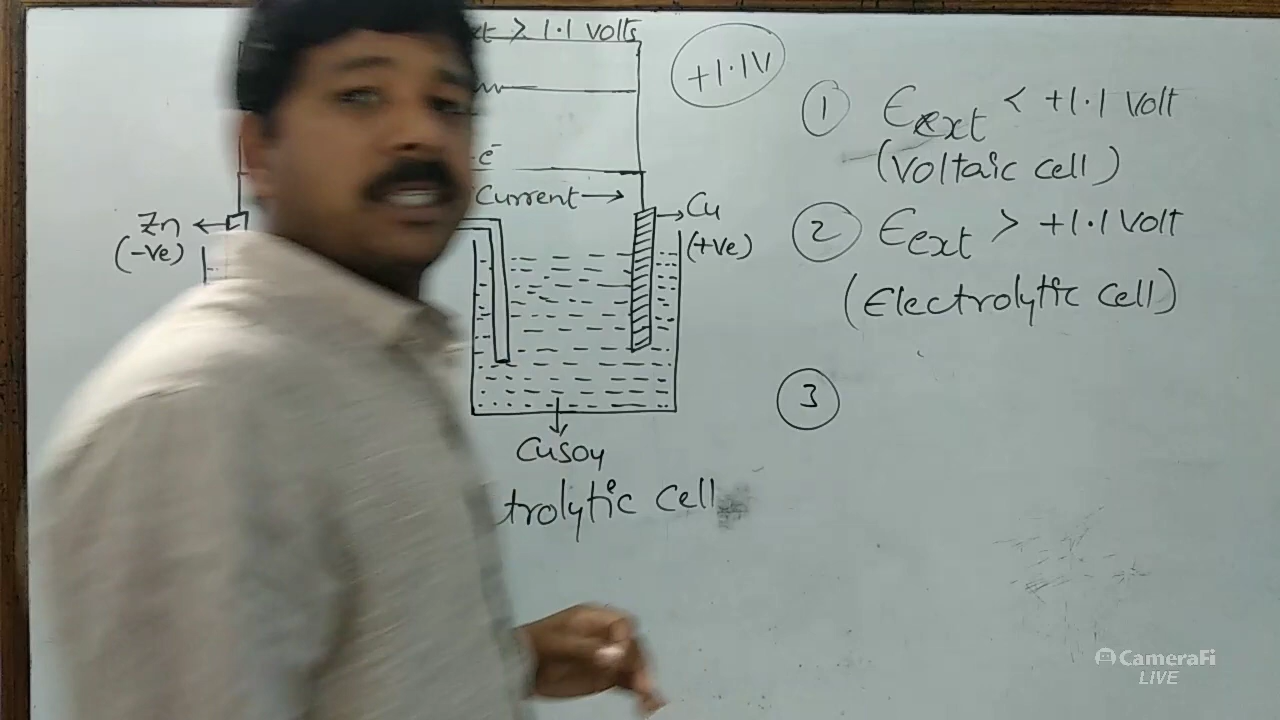 > 1.1 volts
+1.1V
e⁻
Current →
Zn
(-ve)
Cu
(+ve)
CuSO4
trolytic cell
1 Eext < +1.1 Volt
(Voltaic cell)
2 Eext > +1.1 Volt
(Electrolytic cell)
3
CameraFi
LIVE